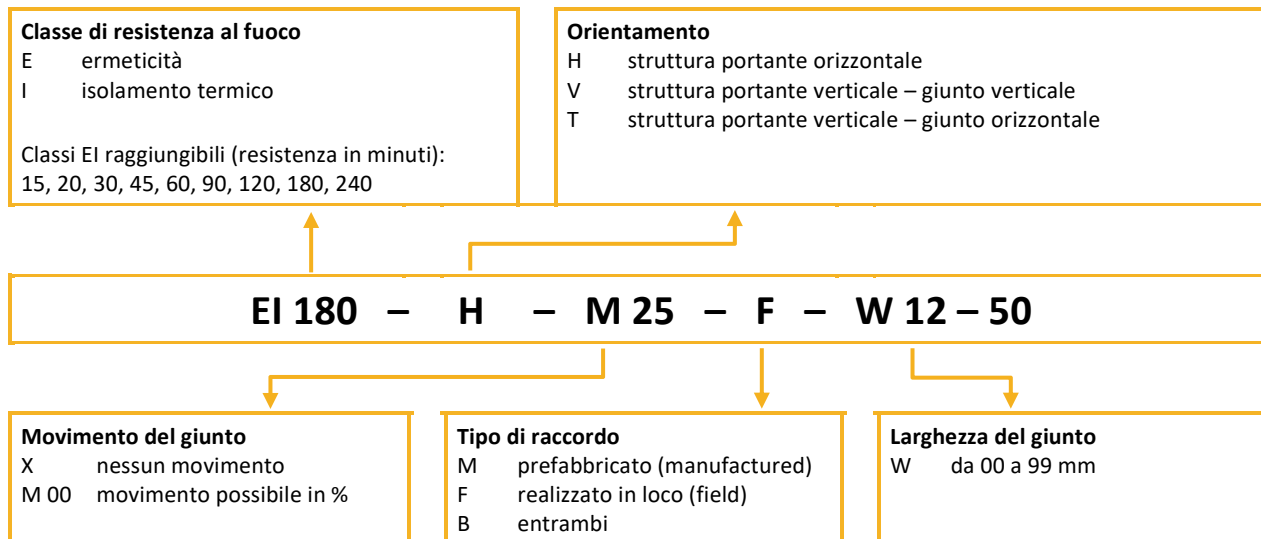 Classe di resistenza al fuoco
E ermeticità
I isolamento termico
Classi EI raggiungibili (resistenza in minuti):
15, 20, 30, 45, 60, 90, 120, 180, 240
Orientamento
H struttura portante orizzontale
V struttura portante verticale – giunto verticale
T struttura portante verticale – giunto orizzontale
EI 180 – H – M 25 – F – W 12 – 50
Movimento del giunto
X nessun movimento
M 00 movimento possibile in %
Tipo di raccordo
M prefabbricato (manufactured)
F realizzato in loco (field)
B entrambi
Larghezza del giunto
W da 00 a 99 mm